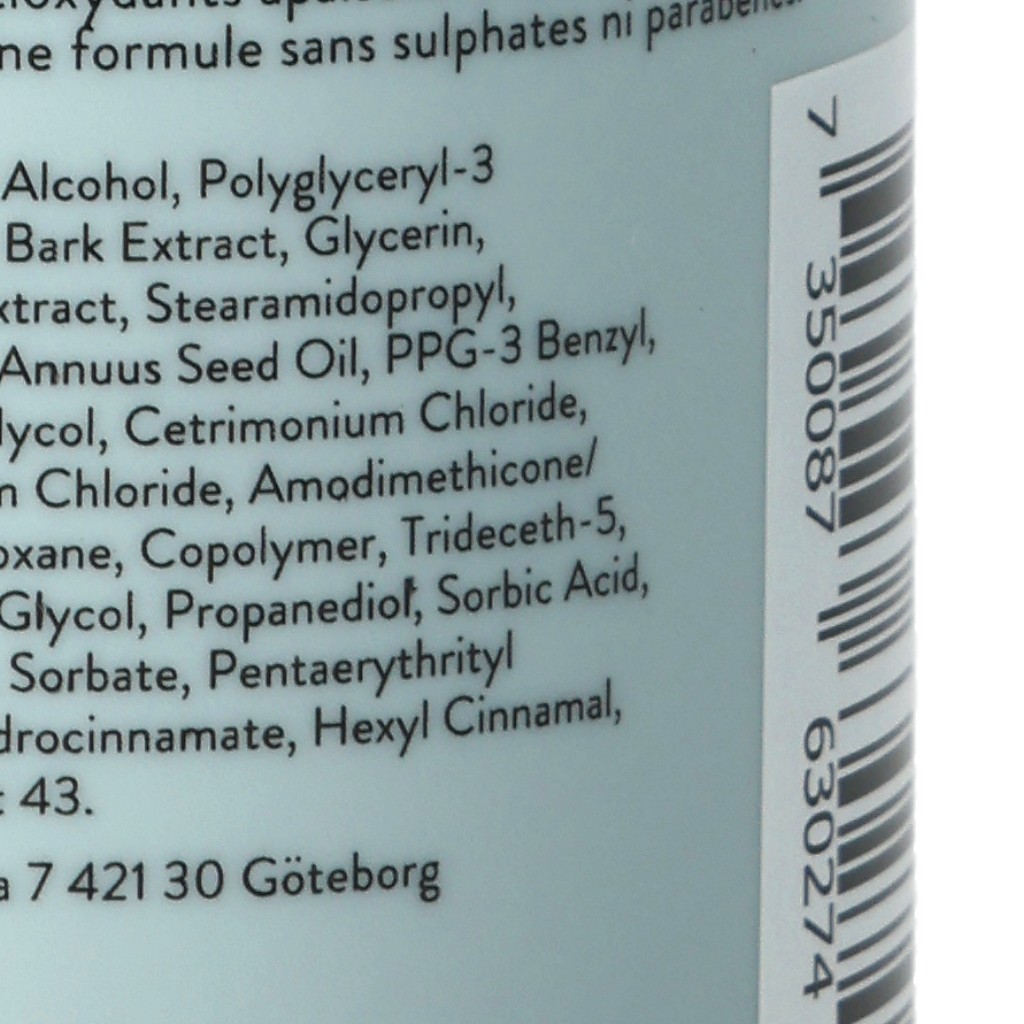 ne formule sans sulphates ni parabènes.
Alcohol, Polyglyceryl-3
Bark Extract, Glycerin,
xtract, Stearamidopropyl,
Annuus Seed Oil, PPG-3 Benzyl,
lycol, Cetrimonium Chloride,
n Chloride, Amodimethicone/
oxane, Copolymer, Trideceth-5,
Glycol, Propanediol, Sorbic Acid,
Sorbate, Pentaerythrityl
drocinnamate, Hexyl Cinnamal,
43.
a 7 421 30 Göteborg
7 350087 630274